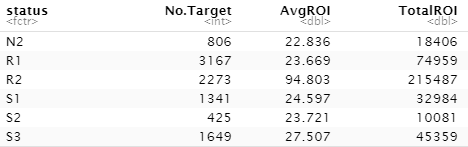 status No.Target AvgROI TotalROI
<fctr> <int> <dbl> <dbl>
N2 806 22.836 18406
R1 3167 23.669 74959
R2 2273 94.803 215487
S1 1341 24.597 32984
S2 425 23.721 10081
S3 1649 27.507 45359